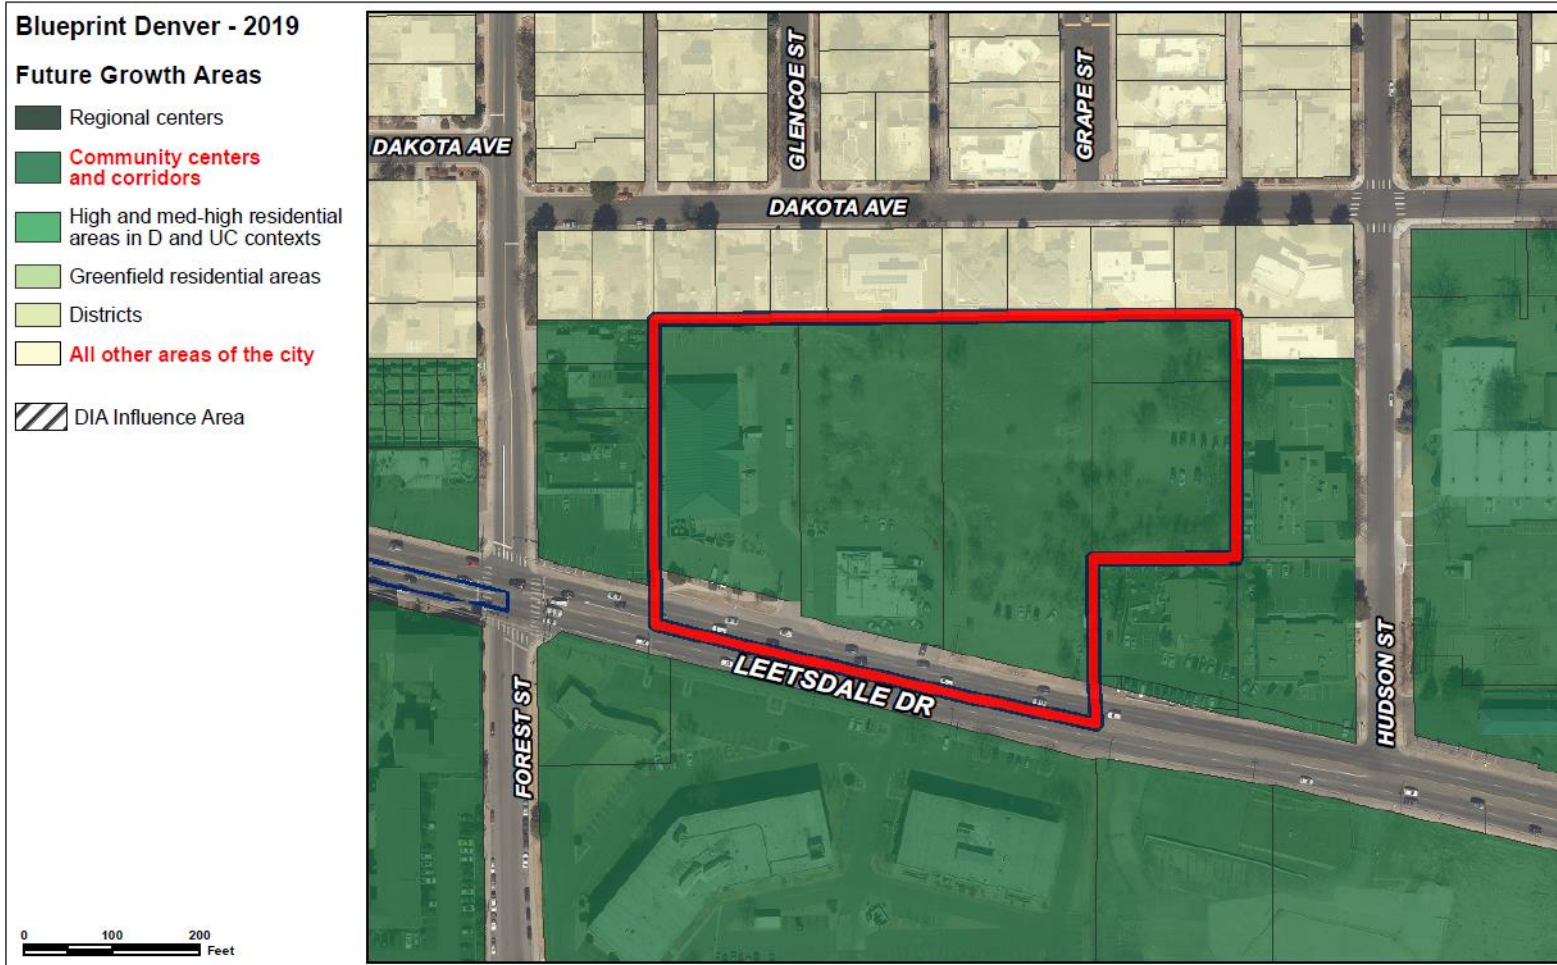 Blueprint Denver - 2019
Future Growth Areas
Regional centers
Community centers
and corridors
High and med-high residential
areas in D and UC contexts
Greenfield residential areas
Districts
All other areas of the city
DIA Influence Area
0 100 200
Feet
GLENCOE ST
GRAPE ST
DAKOTA AVE
DAKOTA AVE
LEETSDALE DR
FOREST ST
HUDSON ST